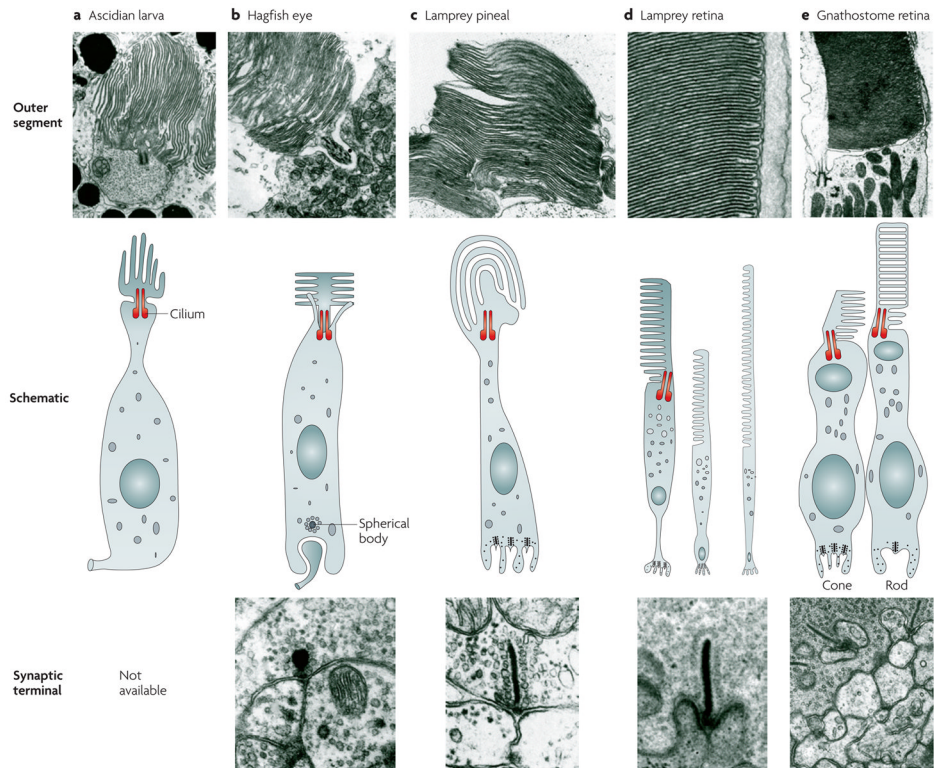 a Ascidian larva
b Hagfish eye
c Lamprey pineal
d Lamprey retina
e Gnathostome retina
Outer
segment
Schematic
Cilium
Spherical
body
Cone
Rod
Synaptic
terminal
Not
available